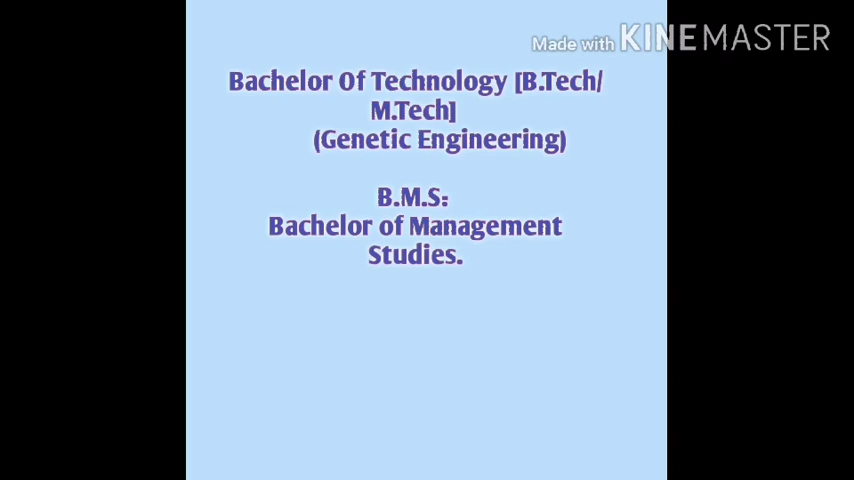 Made with KINEMASTER
Bachelor Of Technology [B.Tech/
M.Tech]
(Genetic Engineering)
B.M.S:
Bachelor of Management
Studies.